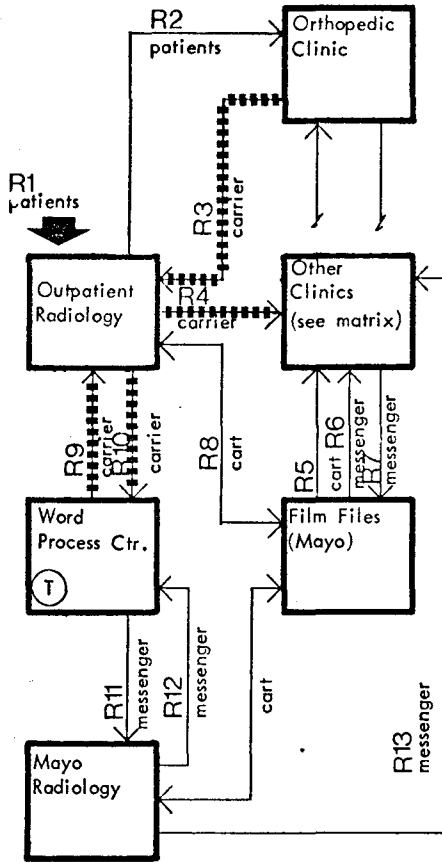 R2
patients
Orthopedic
Clinic
R1
patients
R3
carrier
Outpatient
Radiology
R4
carrier
Other
Clinics
(see matrix)
R9
carrier
R10
carrier
R8
cart
R5
cart
R6
messenger
R7
messenger
Word
Process Ctr.
T
Film Files
(Mayo)
R11
messenger
R12
messenger
cart
R13
messenger
Mayo
Radiology